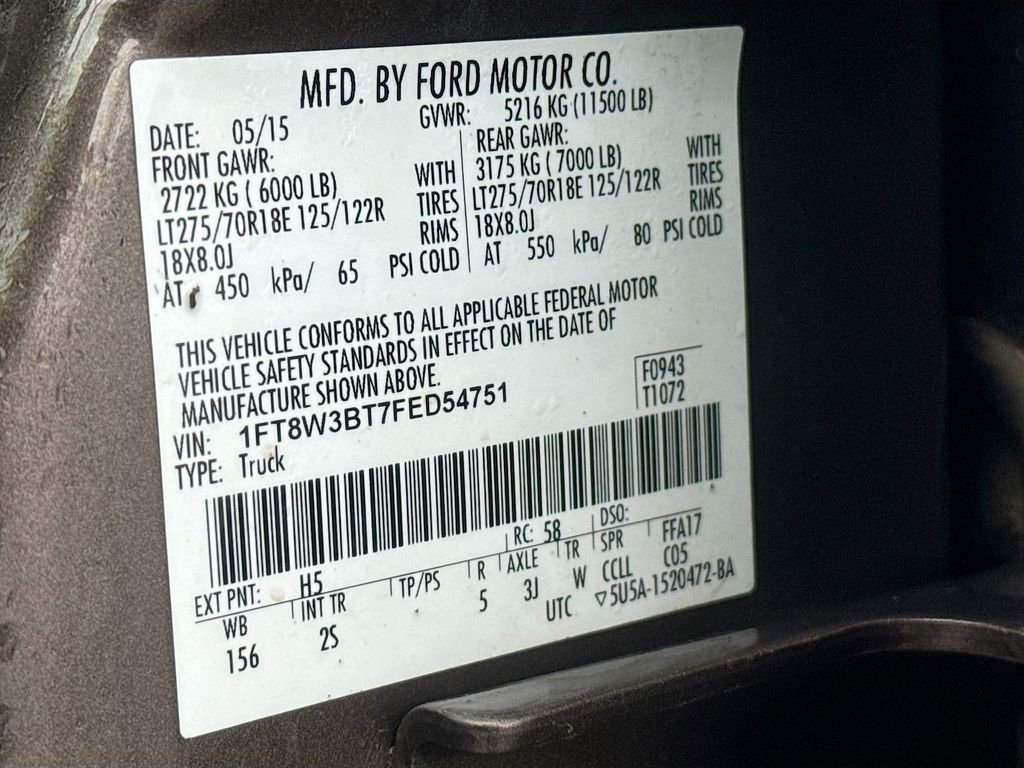 MFD. BY FORD MOTOR CO.
DATE: 05/15 GVWR: 5216 KG (11500 LB)
FRONT GAWR: REAR GAWR:
2722 KG ( 6000 LB) WITH 3175 KG ( 7000 LB) WITH
LT275/70R18E 125/122R TIRES LT275/70R18E 125/122R TIRES
18X8.0J RIMS 18X8.0J RIMS
AT 450 kPa/ 65 PSI COLD AT 550 kPa/ 80 PSI COLD
THIS VEHICLE CONFORMS TO ALL APPLICABLE FEDERAL MOTOR
VEHICLE SAFETY STANDARDS IN EFFECT ON THE DATE OF
MANUFACTURE SHOWN ABOVE.
F0943
T1072
VIN: 1FT8W3BT7FED54751
TYPE: Truck
EXT PNT: H5 RC: 58 DSO: FFA17
WB INT TR TP/PS R AXLE TR SPR C05
156 2S 5 3J W CCLL
UTC ▽5U5A-1520472-BA